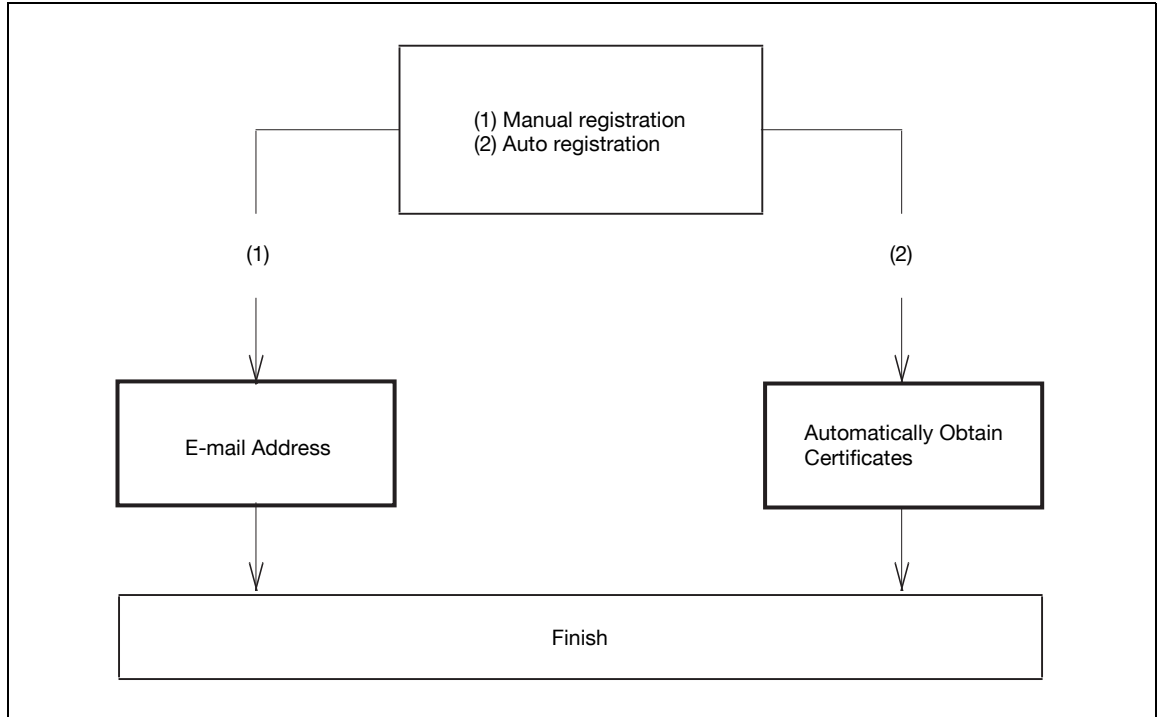 (1) Manual registration
(2) Auto registration
(1)
(2)
E-mail Address
Automatically Obtain
Certificates
Finish